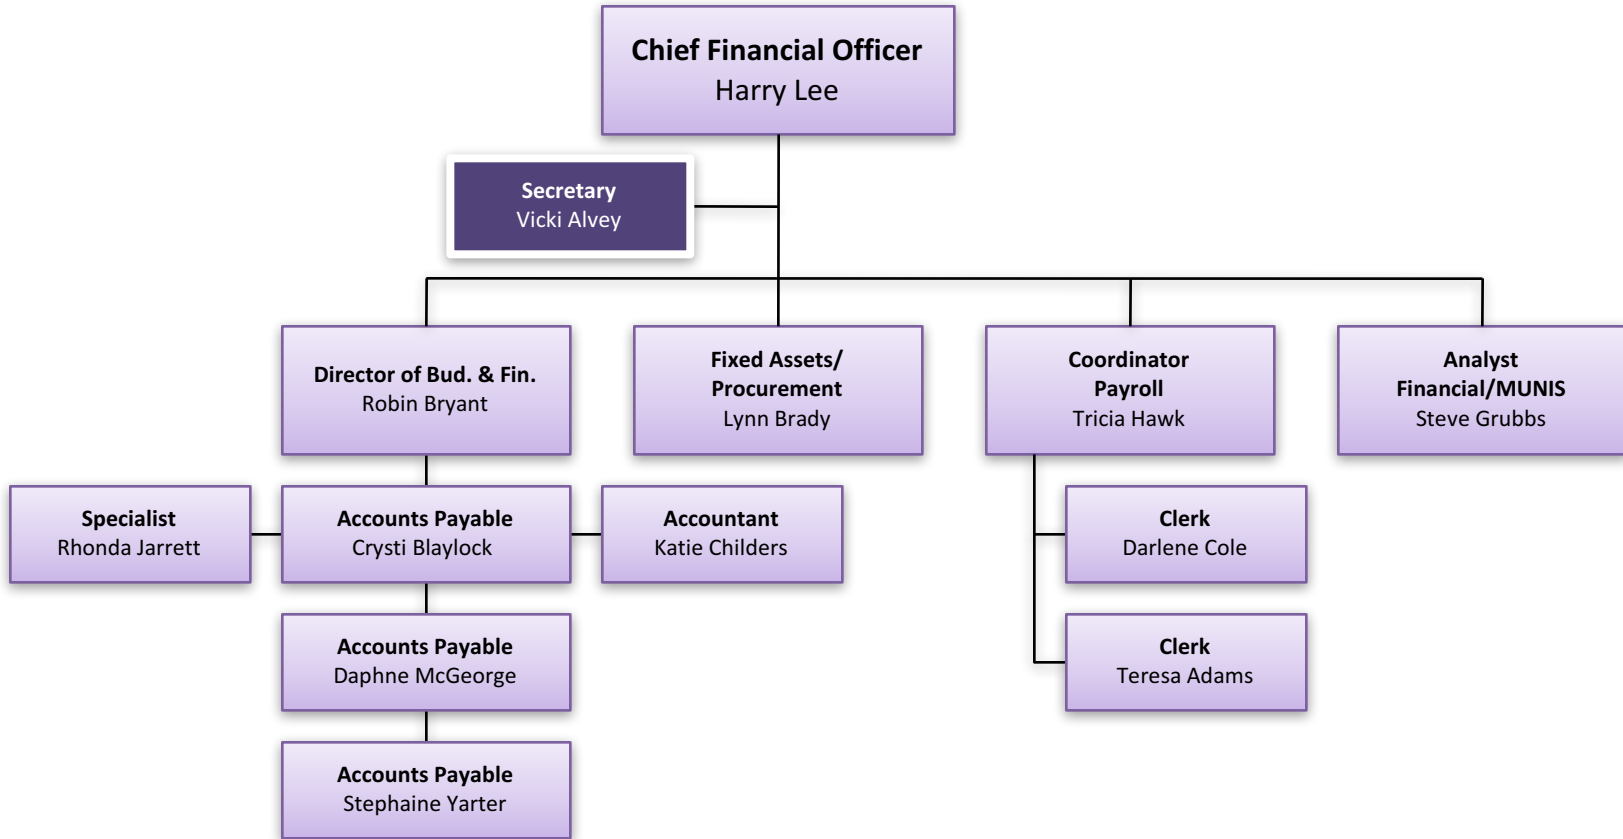 Chief Financial Officer
Harry Lee
Secretary
Vicki Alvey
Director of Bud. & Fin.
Robin Bryant
Fixed Assets/
Procurement
Lynn Brady
Coordinator
Payroll
Tricia Hawk
Analyst
Financial/MUNIS
Steve Grubbs
Specialist
Rhonda Jarrett
Accounts Payable
Crysti Blaylock
Accountant
Katie Childers
Clerk
Darlene Cole
Accounts Payable
Daphne McGeorge
Clerk
Teresa Adams
Accounts Payable
Stephaine Yarter